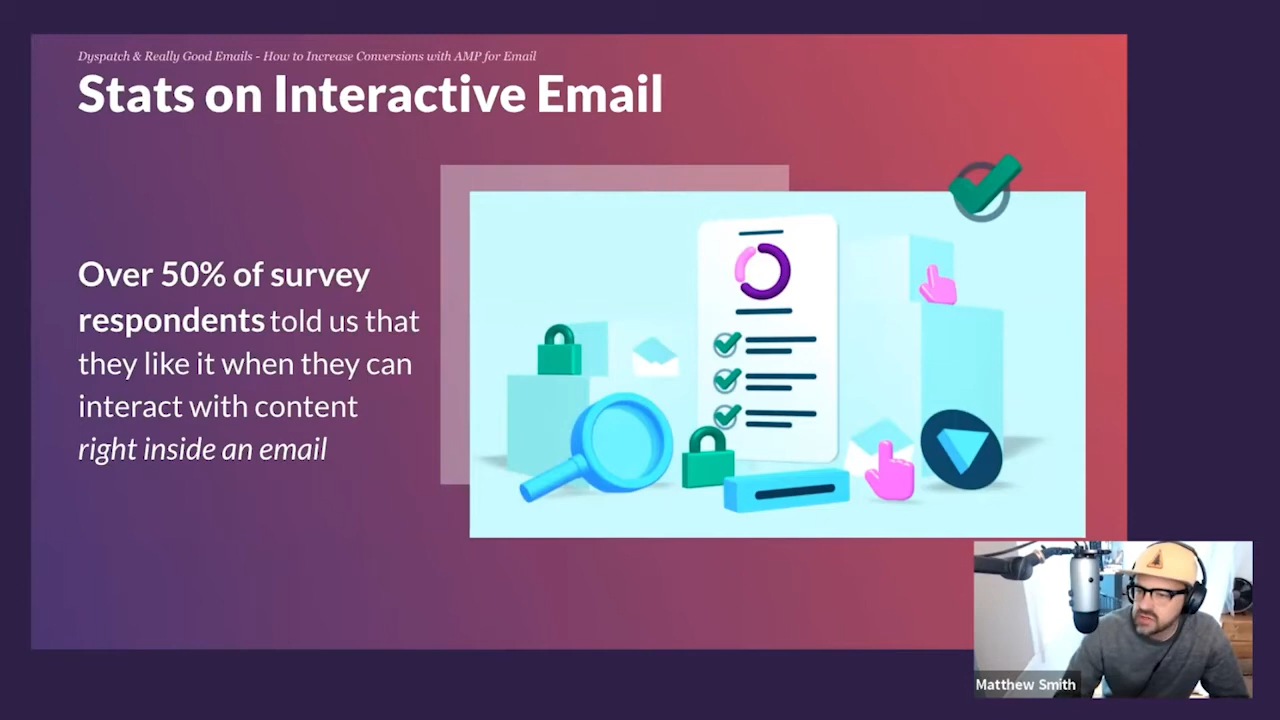 Dyspatch & Really Good Emails - How to Increase Conversions with AMP for Email
Stats on Interactive Email
Over 50% of survey
respondents told us that
they like it when they can
interact with content
right inside an email
Matthew Smith